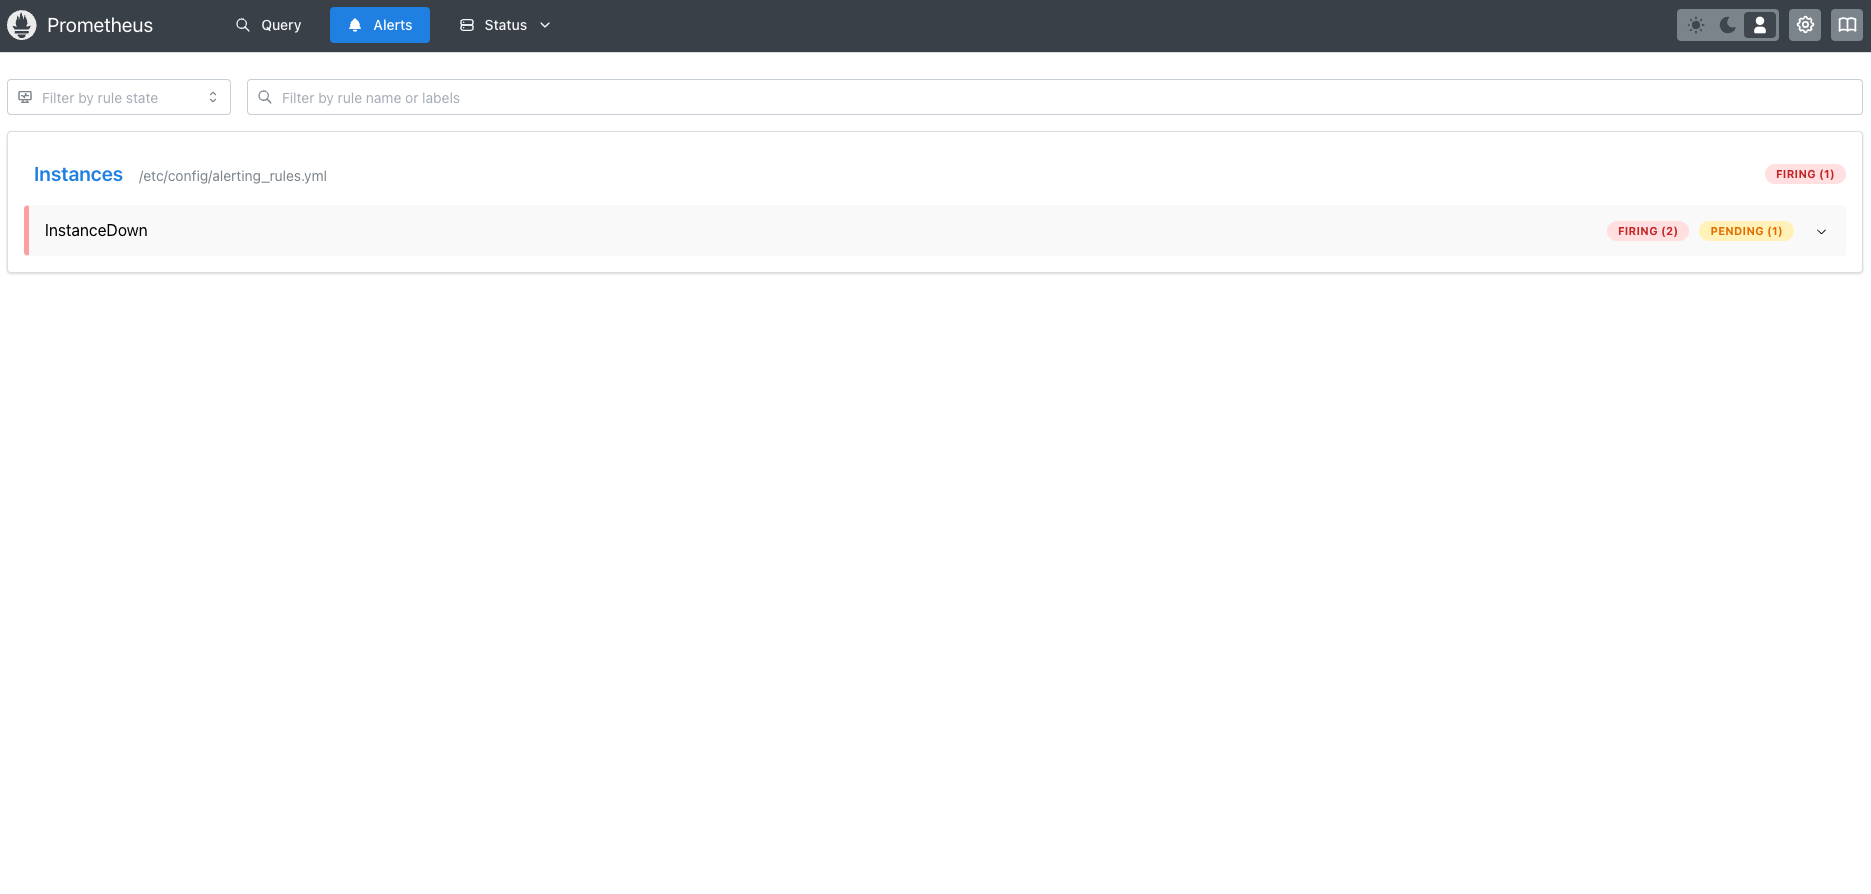 Prometheus Query Alerts Status
Filter by rule state Filter by rule name or labels
Instances /etc/config/alerting_rules.yml FIRING (1)
InstanceDown FIRING (2) PENDING (1)